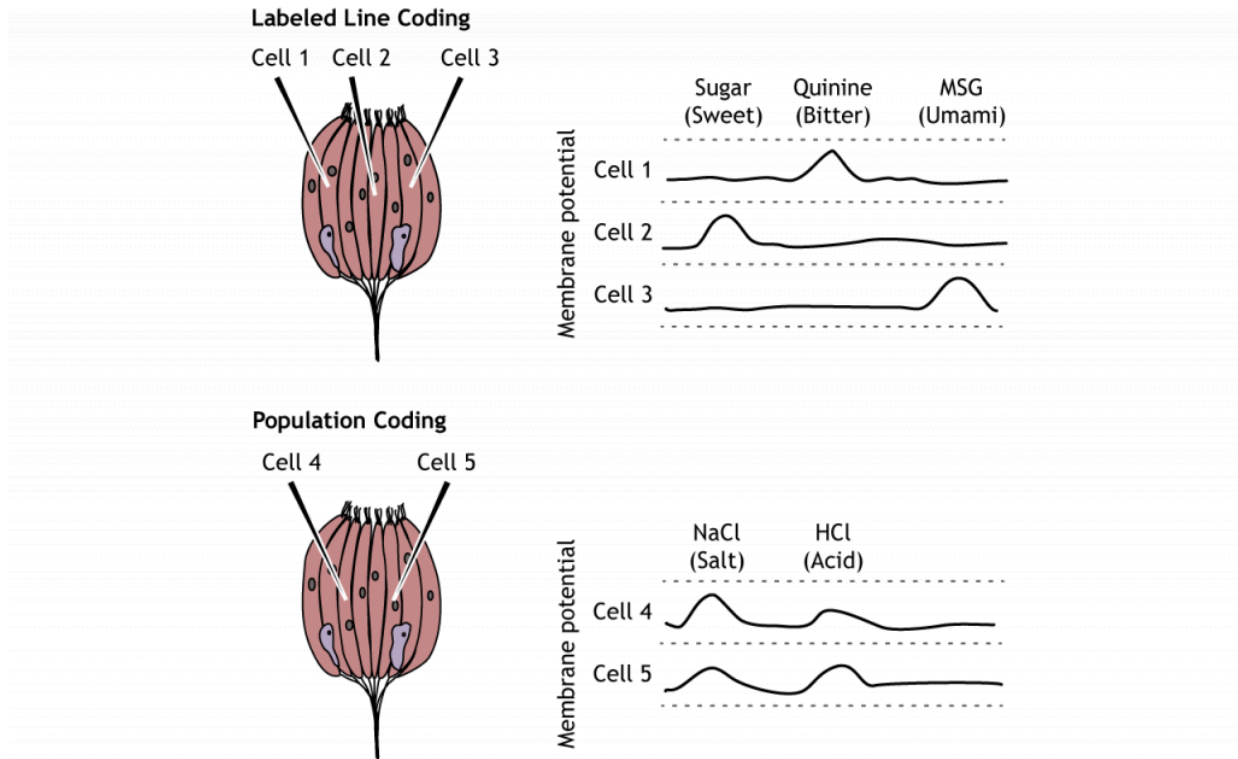 Labeled Line Coding
Cell 1 Cell 2 Cell 3
Sugar Quinine MSG
(Sweet) (Bitter) (Umami)
Membrane potential
Cell 1
Cell 2
Cell 3
Population Coding
Cell 4 Cell 5
NaCl HCl
(Salt) (Acid)
Membrane potential
Cell 4
Cell 5